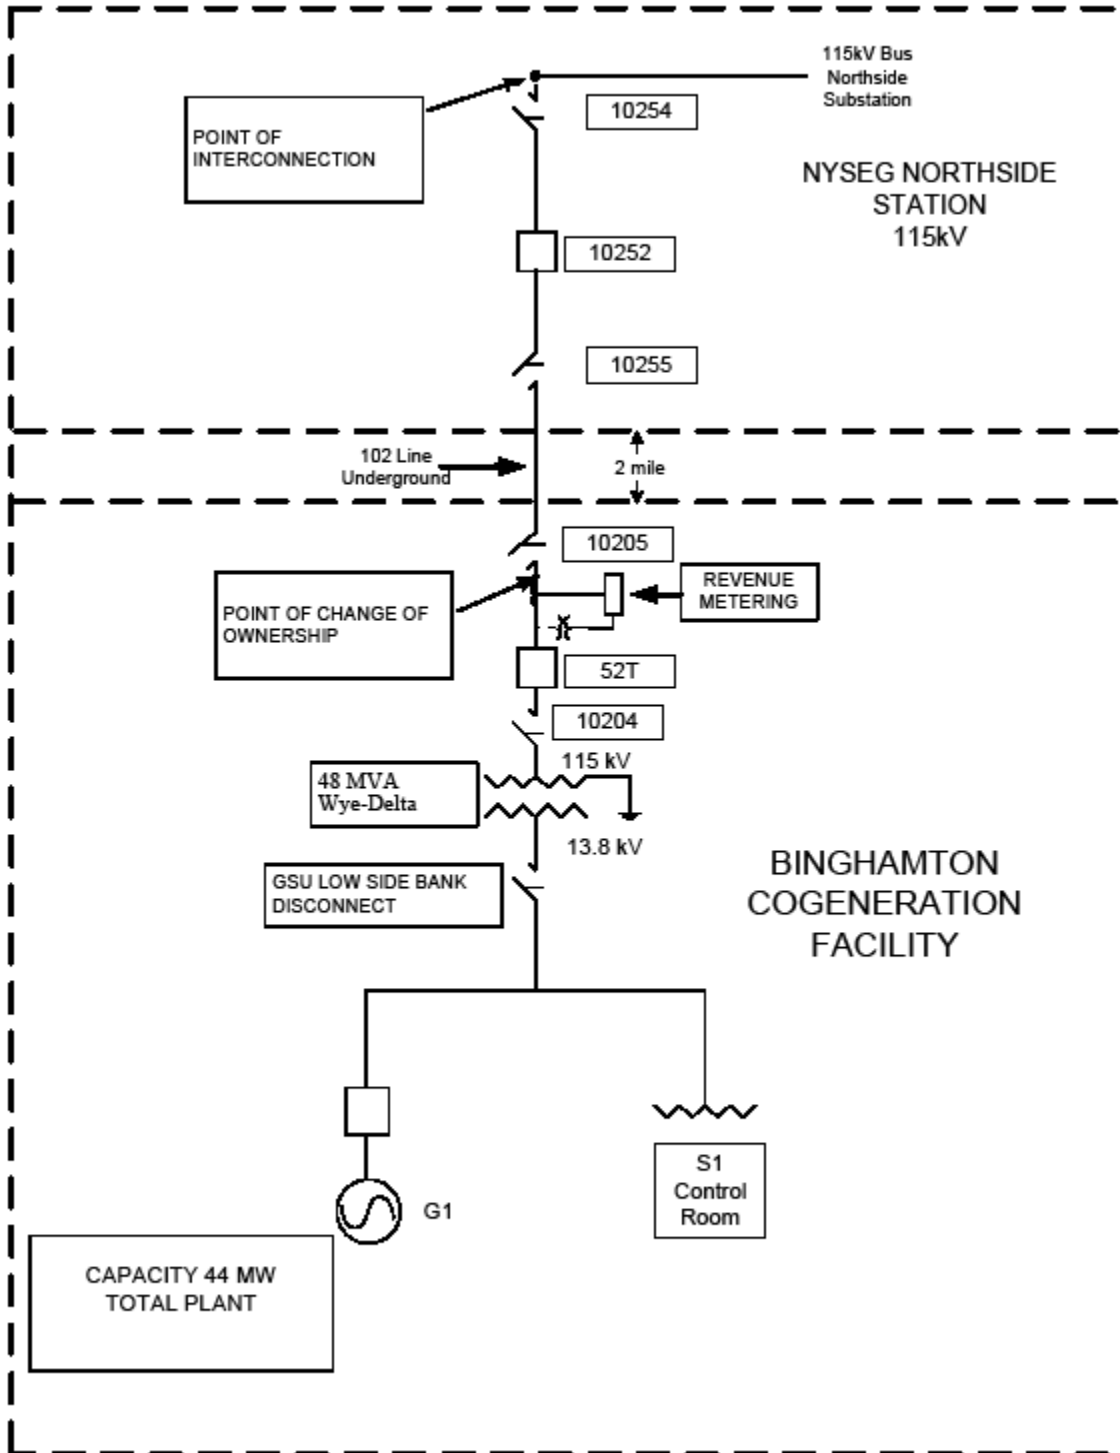 115kV Bus
Northside
Substation
10254
POINT OF
INTERCONNECTION
NYSEG NORTHSIDE
STATION
115kV
10252
10255
102 Line
Underground
2 mile
10205
REVENUE
METERING
POINT OF CHANGE OF
OWNERSHIP
52T
10204
115 kV
48 MVA
Wye-Delta
13.8 kV
GSU LOW SIDE BANK
DISCONNECT
BINGHAMTON
COGENERATION
FACILITY
S1
Control
Room
G1
CAPACITY 44 MW
TOTAL PLANT